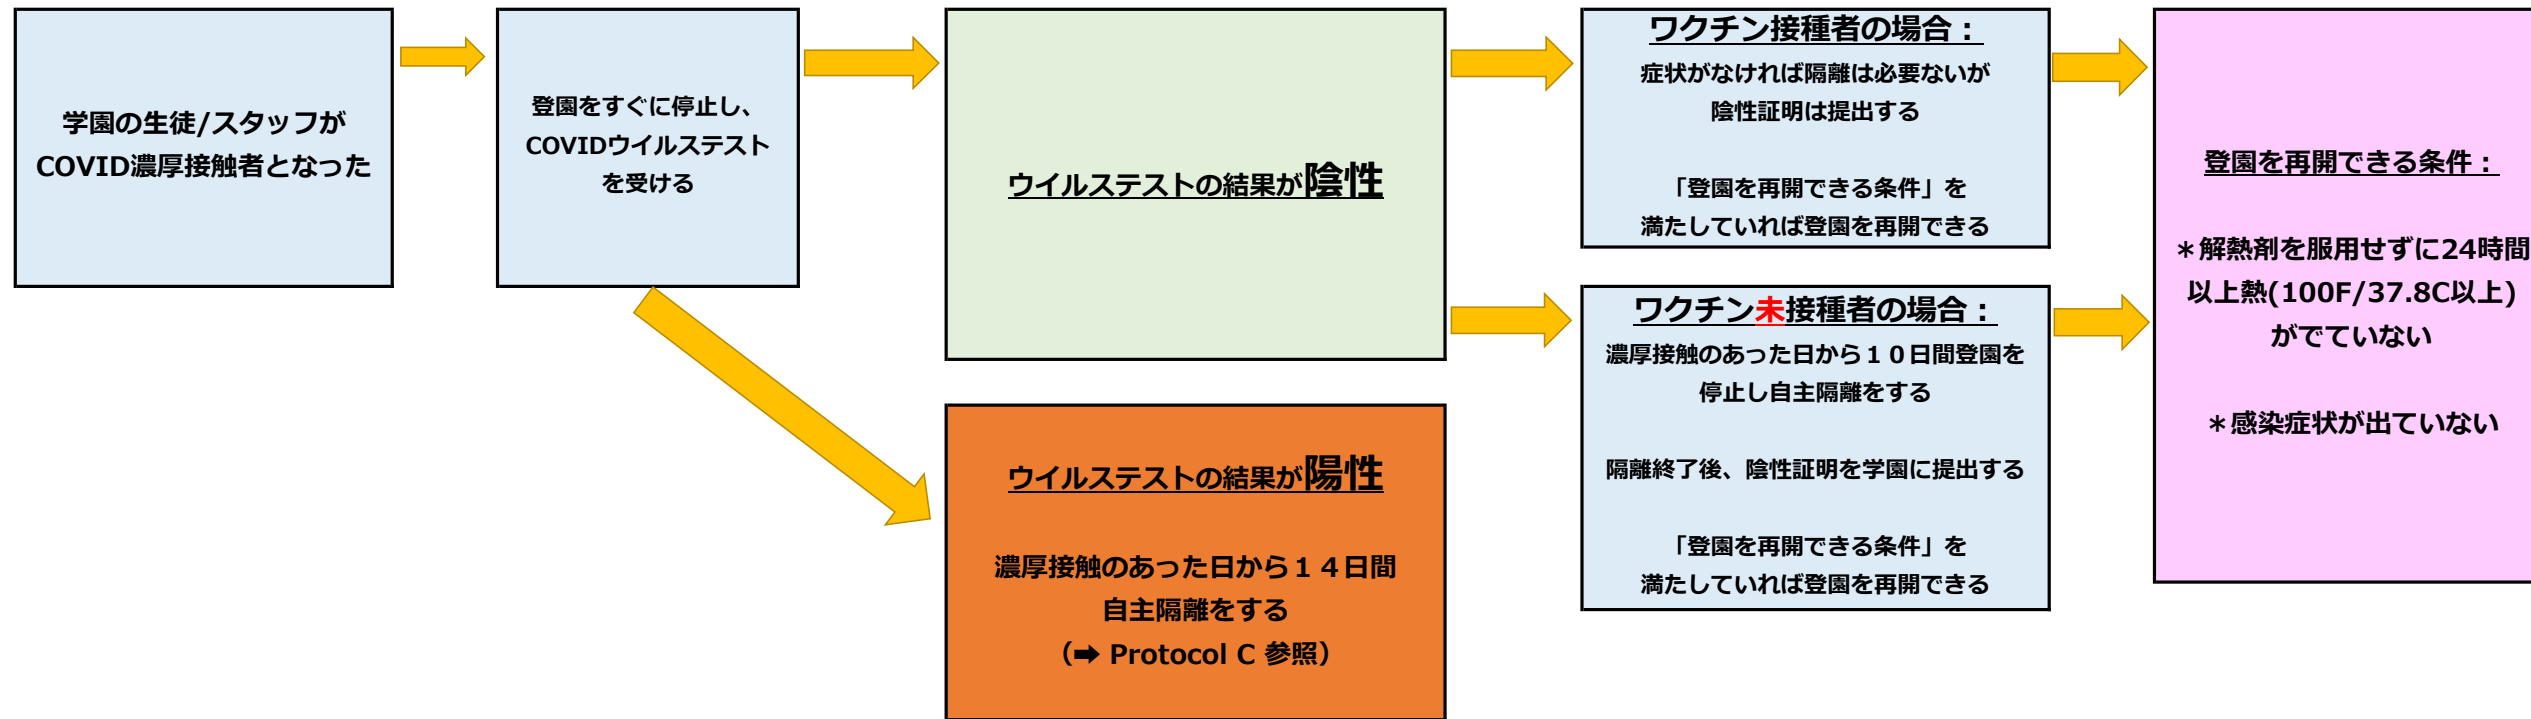 学園の生徒/スタッフが
COVID濃厚接触者となった
登園をすぐに停止し、
COVIDウイルステスト
を受ける
ウイルステストの結果が陰性
ウイルステストの結果が陽性
濃厚接触のあった日から１４日間
自主隔離をする
（➡ Protocol C 参照）
ワクチン接種者の場合：
症状がなければ隔離は必要ないが
陰性証明は提出する
「登園を再開できる条件」を
満たしていれば登園を再開できる
ワクチン未接種者の場合：
濃厚接触のあった日から１０日間登園を
停止し自主隔離をする
隔離終了後、陰性証明を学園に提出する
「登園を再開できる条件」を
満たしていれば登園を再開できる
登園を再開できる条件：
＊解熱剤を服用せずに24時間
以上熱(100F/37.8C以上)
がでていない
＊感染症状が出ていない